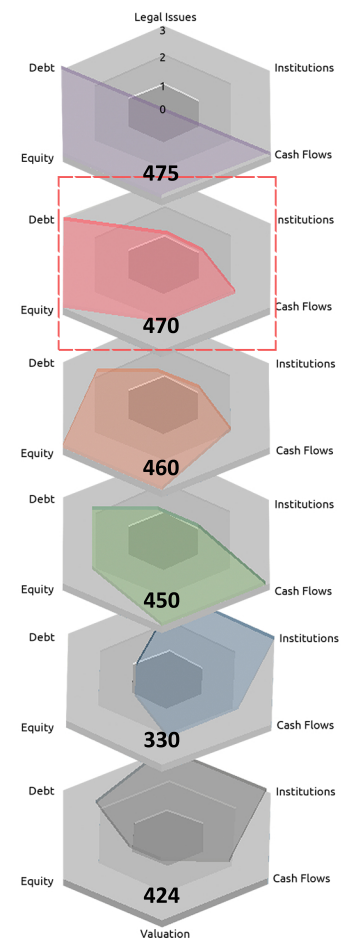 Legal Issues
3
2
1
0
Debt
Institutions
Equity
Cash Flows
475
Debt
nstitutions
Equity
Cash Flows
470
Debt
Institutions
Equity
Cash Flows
460
Debt
Institutions
Equity
Cash Flows
450
Debt
Institutions
Equity
Cash Flows
330
Debt
Institutions
Equity
Cash Flows
424
Valuation